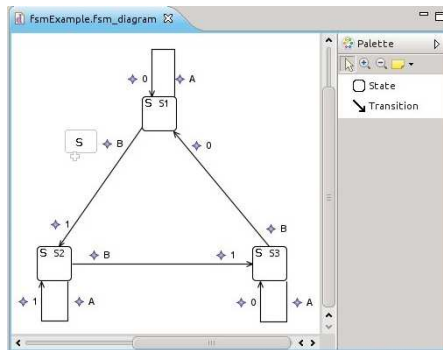 fsmExample.fsm_diagram
Palette
State
Transition
0 A
S S1
S B
0
1 B
S S2 B 1 S S3
1 A 0 A